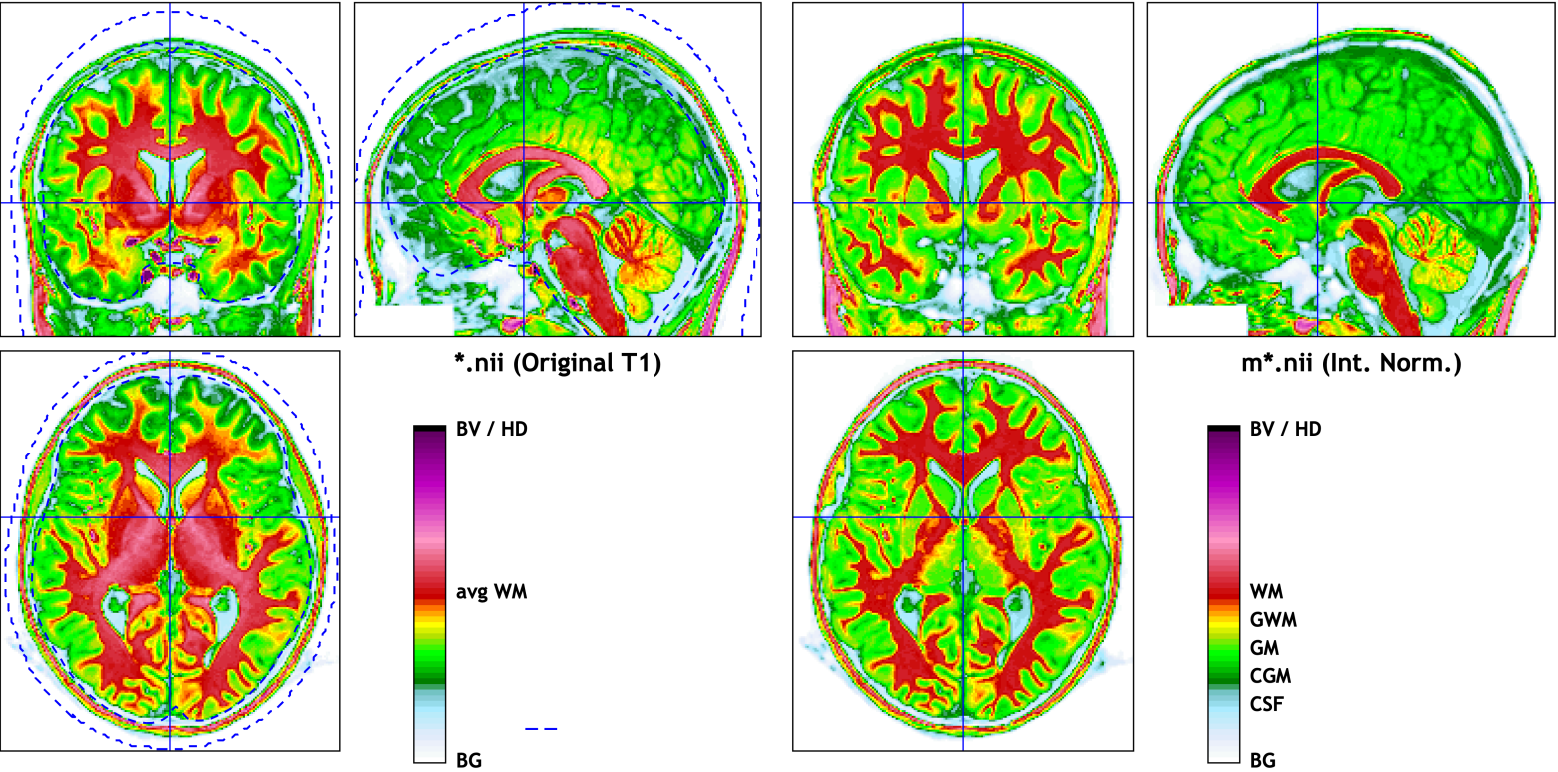 *.nii (Original T1)
BV / HD
avg WM
BG
m*.nii (Int. Norm.)
BV / HD
WM
GWM
GM
CGM
CSF
BG